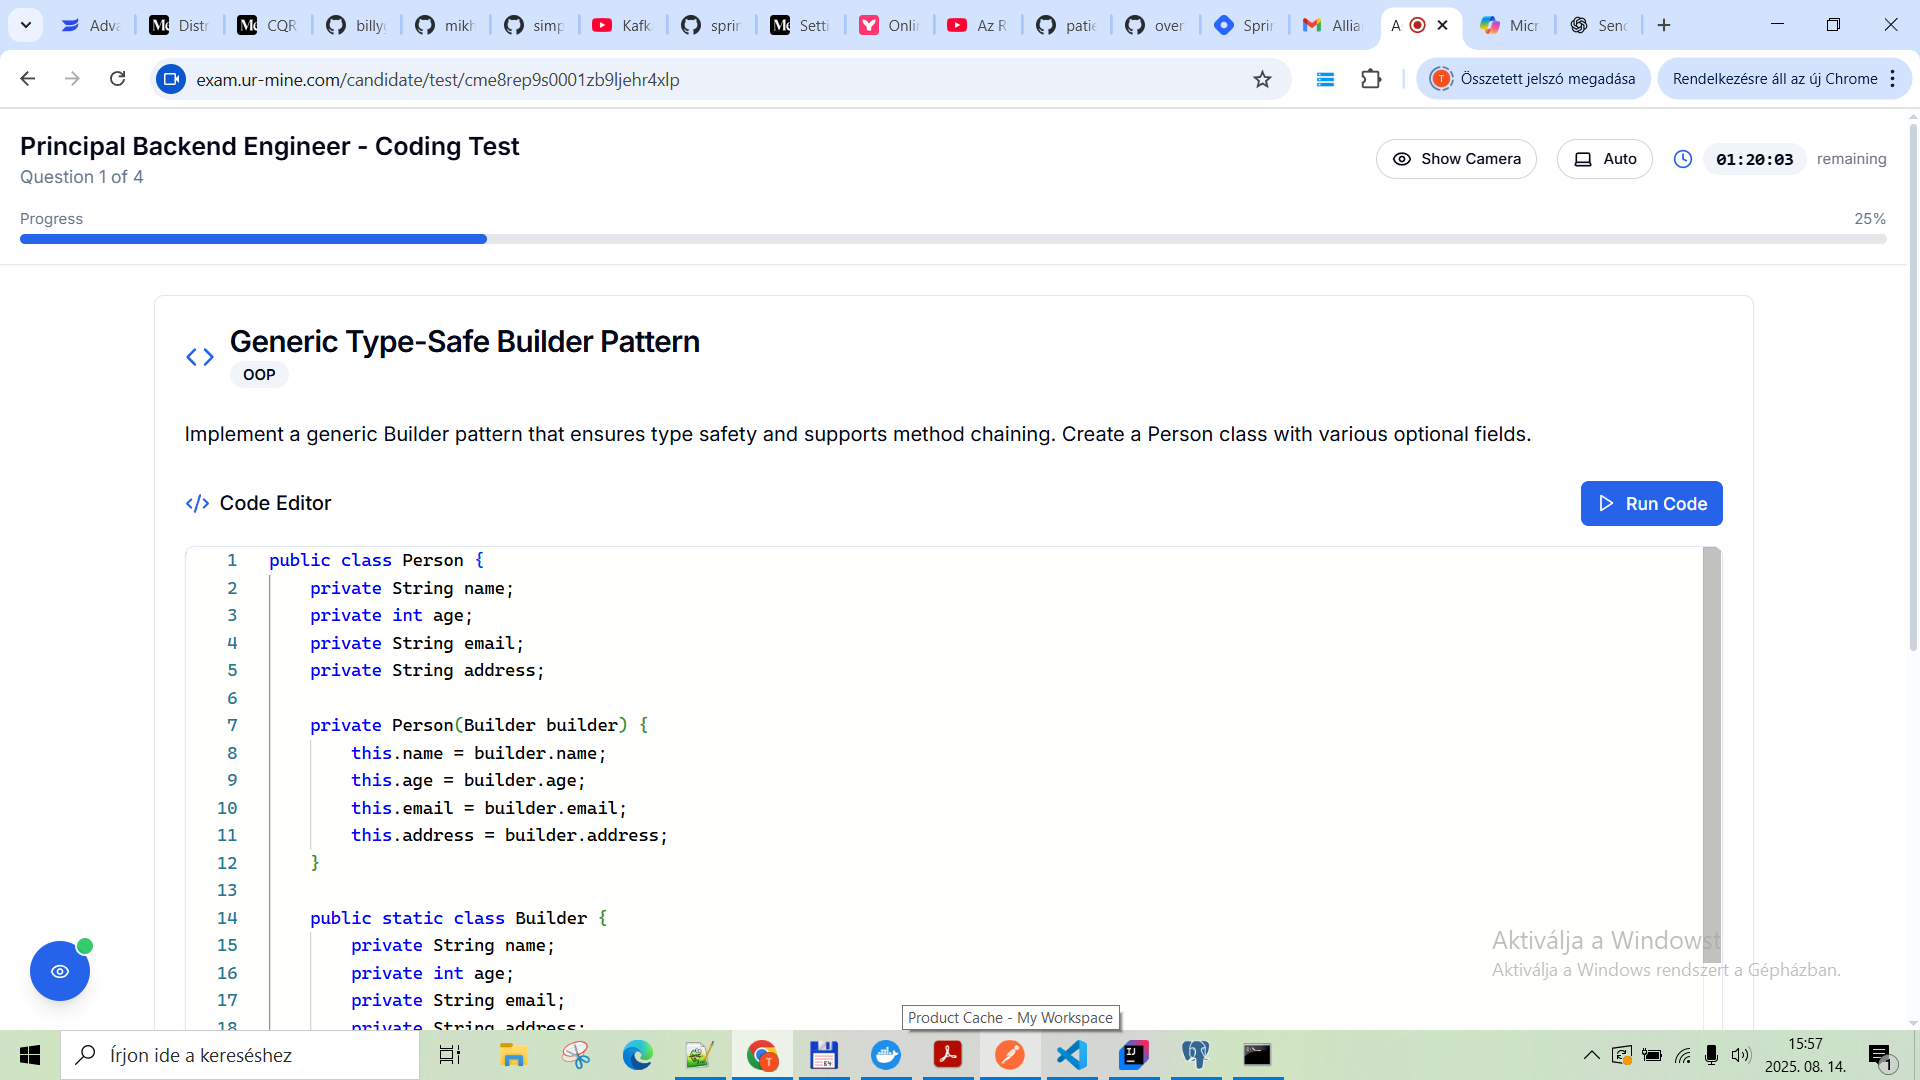 Adva
Distr
CQR
billyg
mikh
simp
Kafka
sprin
Setti
Onlin
Az R
patie
over
Sprin
Allia
A
Micr
Send
exam.ur-mine.com/candidate/test/cme8rep9s0001zb9ljehr4xlp
T
Összetett jelszó megadása
Rendelkezésre áll az új Chrome
Principal Backend Engineer - Coding Test
Question 1 of 4
Show Camera
Auto
01:20:03
remaining
Progress
25%
Generic Type-Safe Builder Pattern
OOP
Implement a generic Builder pattern that ensures type safety and supports method chaining. Create a Person class with various optional fields.
Code Editor
Run Code
1 public class Person {
2 private String name;
3 private int age;
4 private String email;
5 private String address;
6
7 private Person(Builder builder) {
8 this.name = builder.name;
9 this.age = builder.age;
10 this.email = builder.email;
11 this.address = builder.address;
12 }
13
14 public static class Builder {
15 private String name;
16 private int age;
17 private String email;
18 private String address;
Aktiválja a Windowst
Aktiválja a Windows rendszert a Gépházban.
Product Cache - My Workspace
Írjon ide a kereséshez
15:57
2025. 08. 14.
1